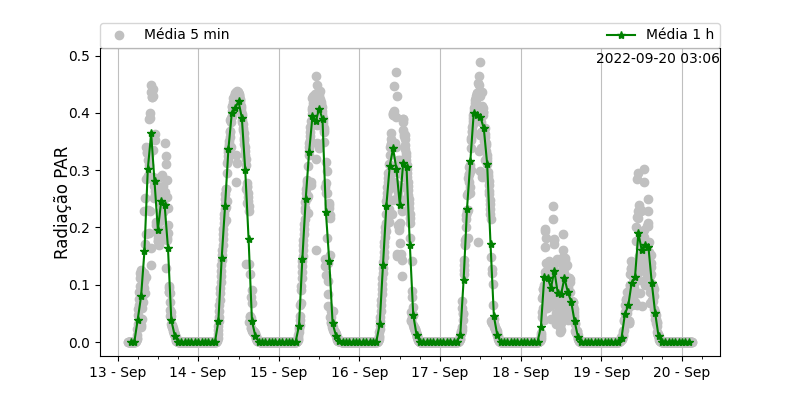 Média 5 min
Média 1 h
2022-09-20 03:06
Radiação PAR
0.5
0.4
0.3
0.2
0.1
0.0
13 - Sep
14 - Sep
15 - Sep
16 - Sep
17 - Sep
18 - Sep
19 - Sep
20 - Sep